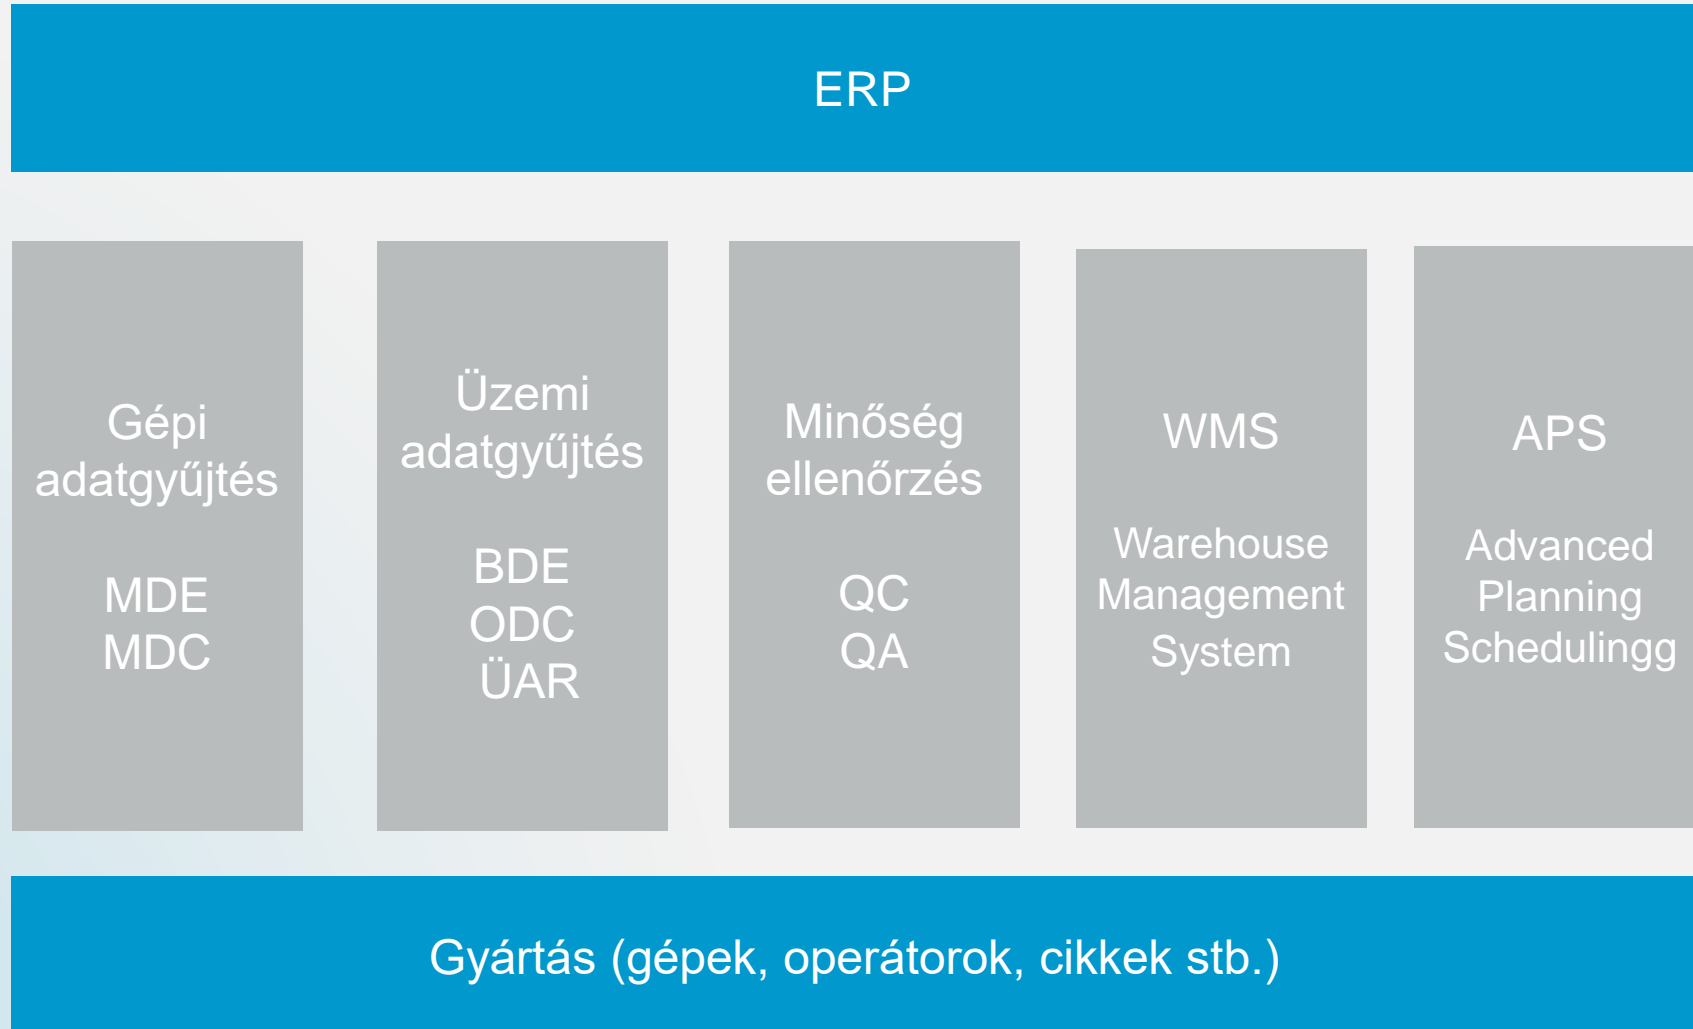 ERP
Gépi
adatgyűjtés
MDE
MDC
Üzemi
adatgyűjtés
BDE
ODC
ÜAR
Minőség
ellenőrzés
QC
QA
WMS
Warehouse
Management
System
APS
Advanced
Planning
Schedulingg
Gyártás (gépek, operátorok, cikkek stb.)